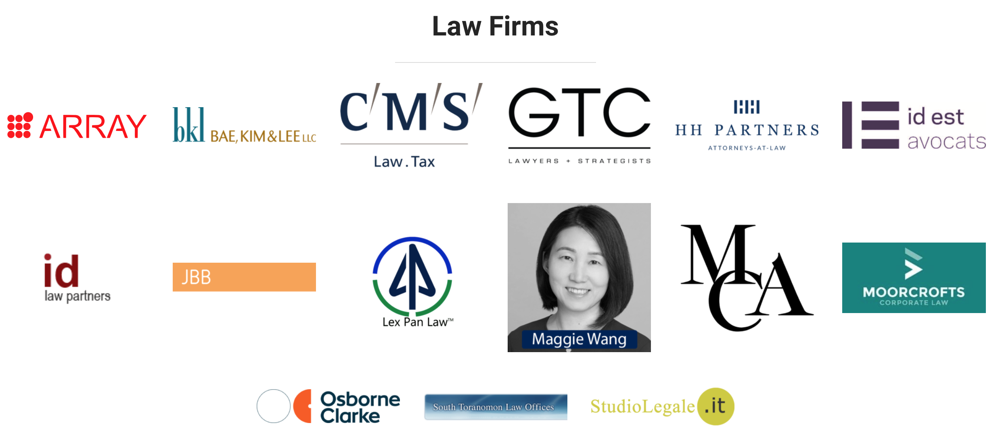 Law Firms
ARRAY
bkl BAE, KIM & LEE LLC
C'M'S'
Law . Tax
GTC
LAWYERS + STRATEGISTS
HH PARTNERS
ATTORNEYS-AT-LAW
id est
avocats
id
law partners
JBB
Lex Pan Law™
Maggie Wang
MCA
MOORCROFTS
CORPORATE LAW
Osborne
Clarke
South Toranomon Law Offices
StudioLegale.it